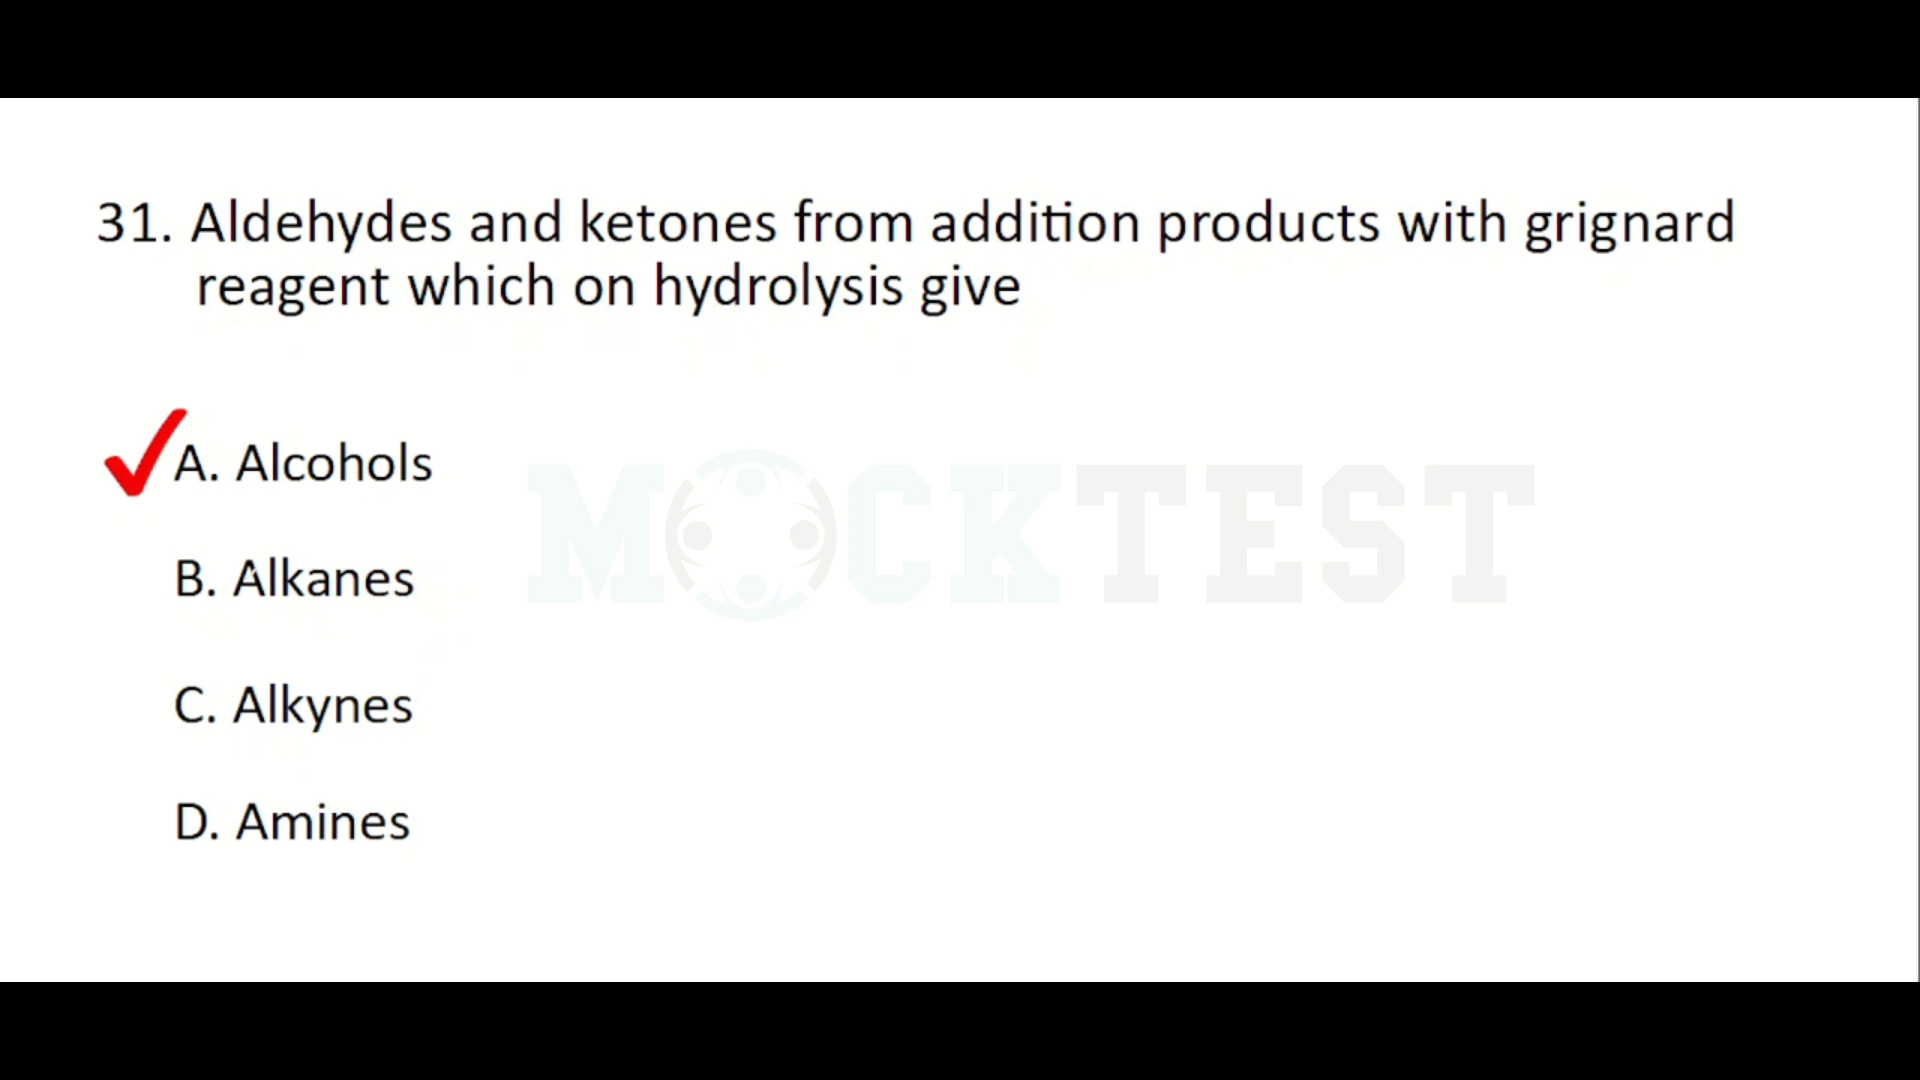 31. Aldehydes and ketones from addition products with grignard
reagent which on hydrolysis give
A. Alcohols
MOCKTEST
B. Alkanes
C. Alkynes
D. Amines